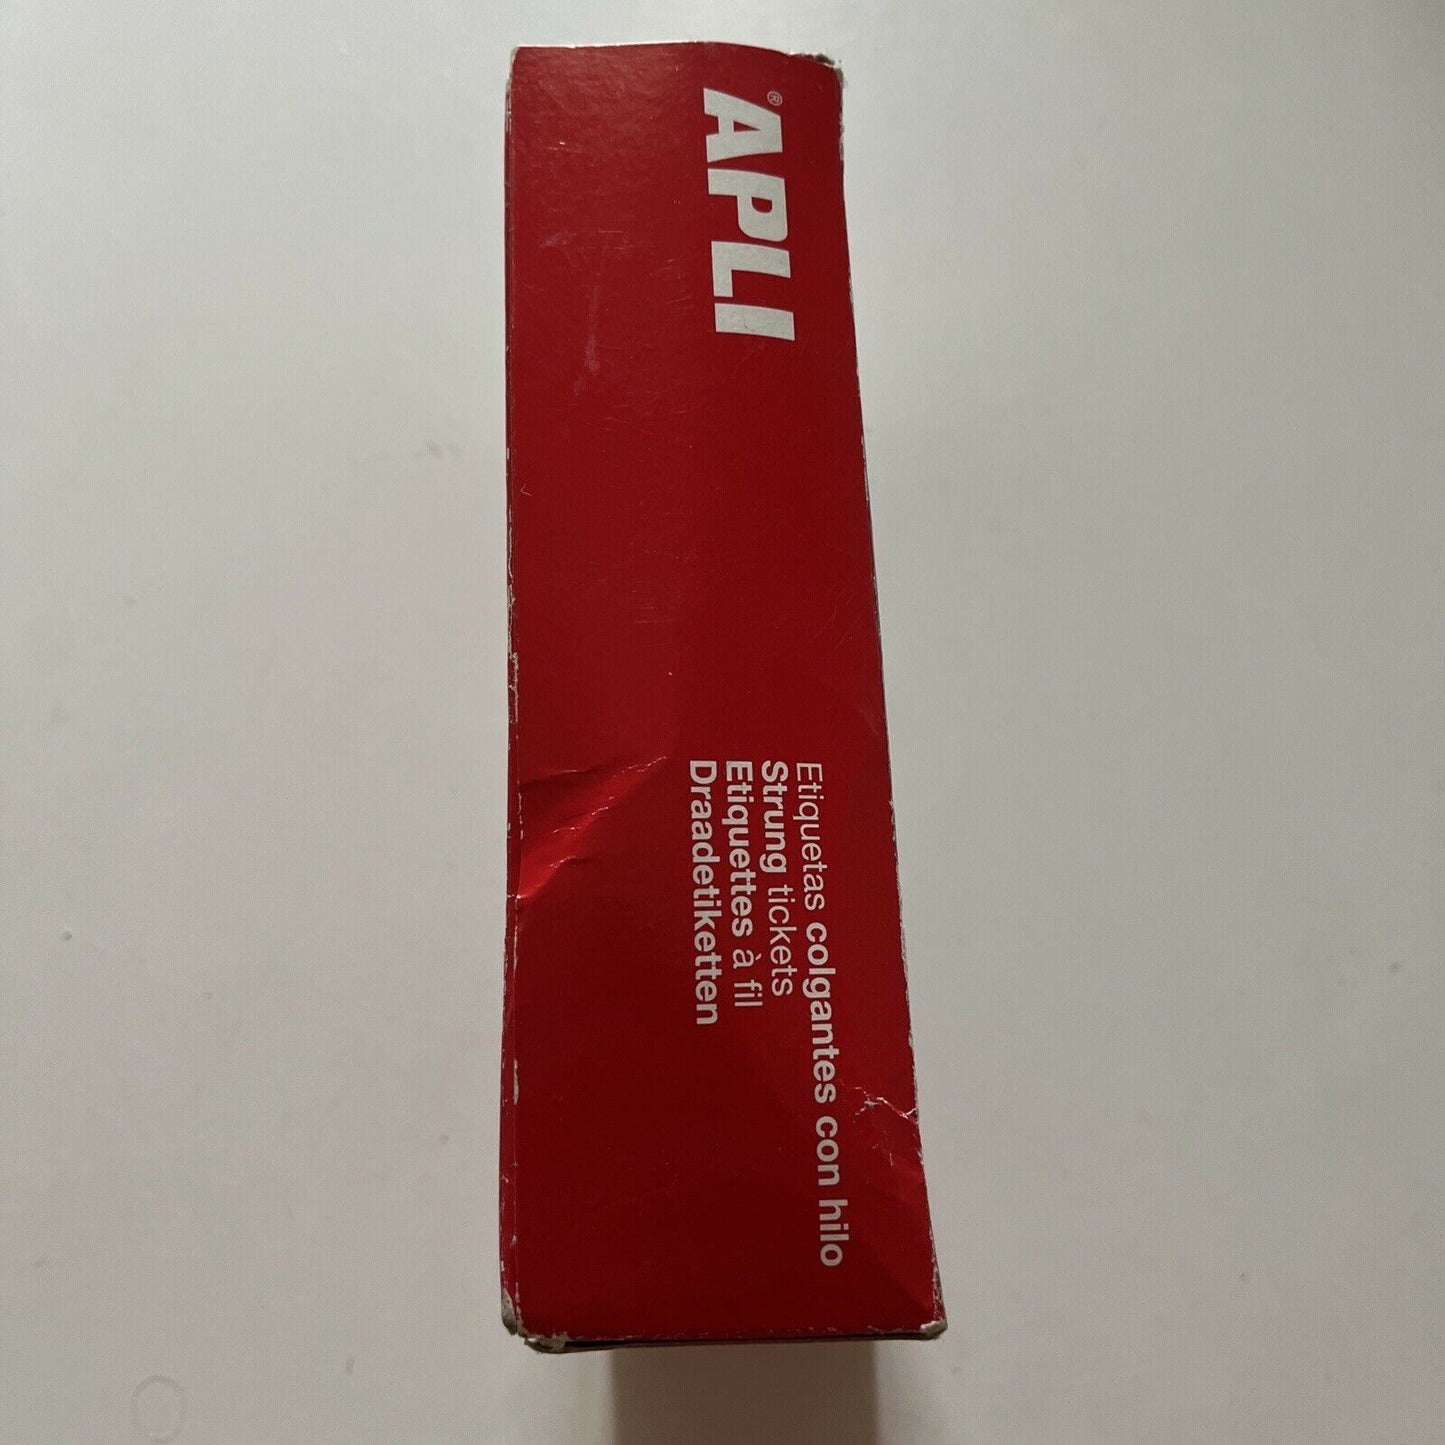 APLI®
Etiquetas colgantes con hilo
Strung tickets
Etiquettes à fil
Draadetiketten